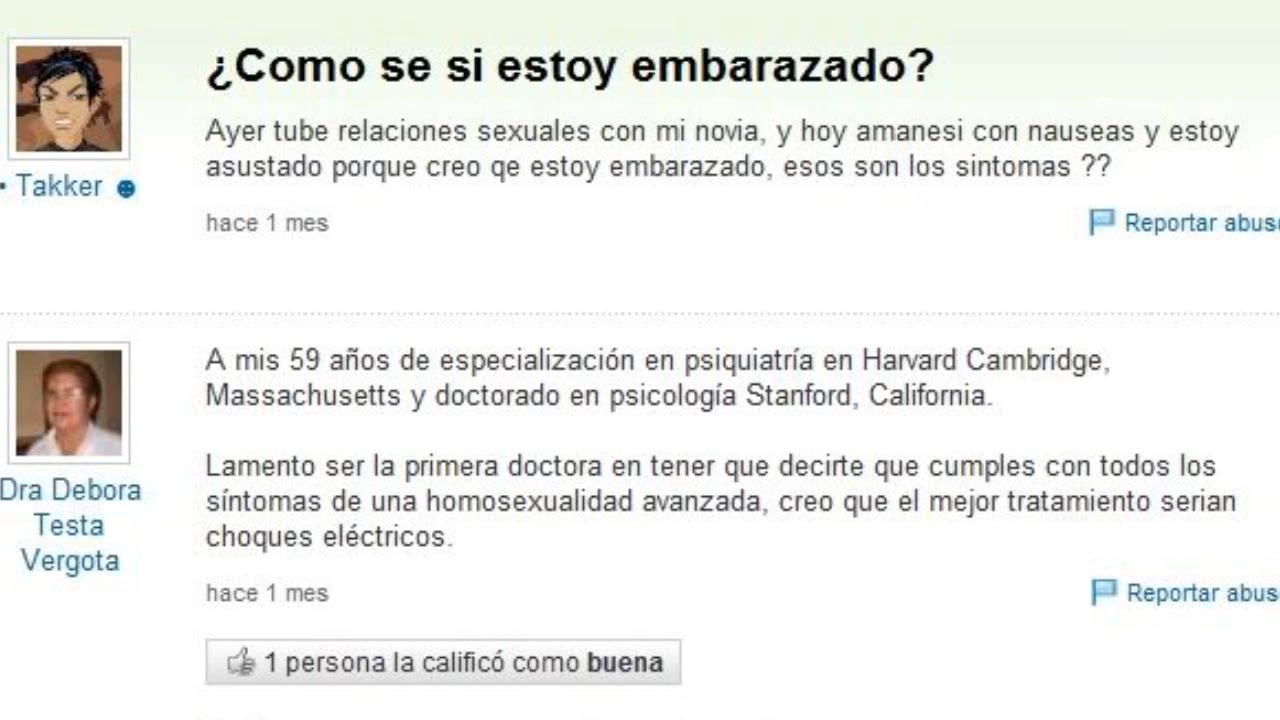 ¿Como se si estoy embarazado?
Ayer tube relaciones sexuales con mi novia, y hoy amanesi con nauseas y estoy
asustado porque creo qe estoy embarazado, esos son los sintomas ??
• Takker
hace 1 mes
Reportar abuso
A mis 59 años de especialización en psiquiatría en Harvard Cambridge,
Massachusetts y doctorado en psicología Stanford, California.
Lamento ser la primera doctora en tener que decirte que cumples con todos los
síntomas de una homosexualidad avanzada, creo que el mejor tratamiento serian
choques eléctricos.
Dra Debora
Testa
Vergota
hace 1 mes
Reportar abus
1 persona la calificó como buena